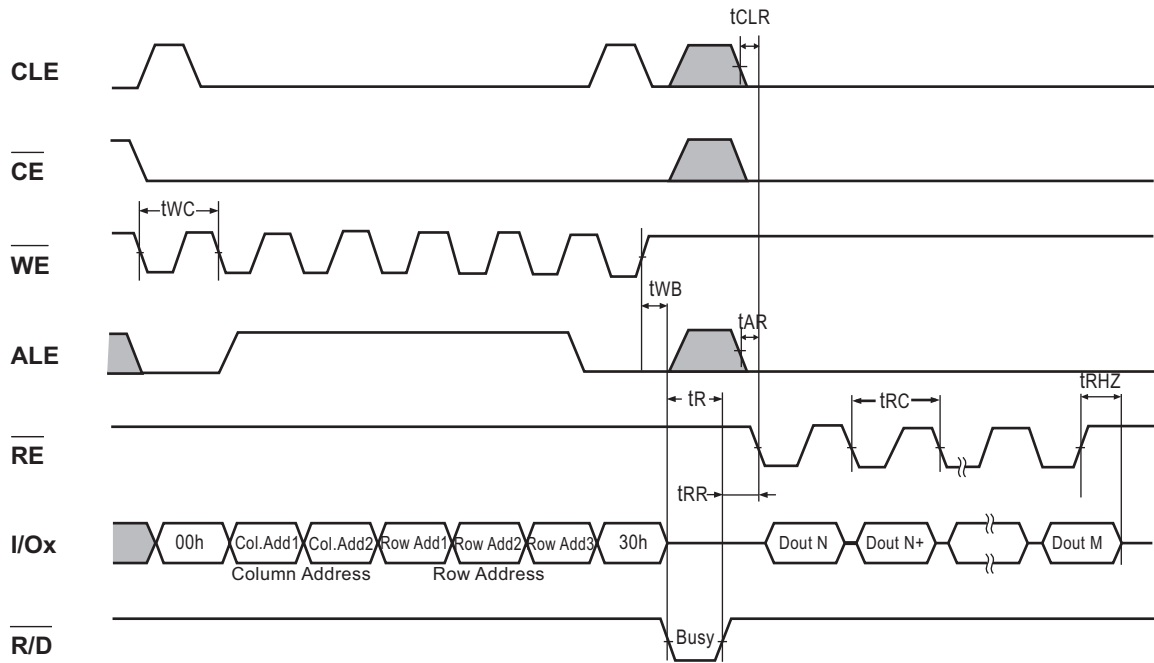 tCLR
CLE
CE
tWC
WE
tWB
tAR
ALE
tR
tRC
tRHZ
RE
tRR
I/Ox
00h Col.Add1 Col.Add2 Row Add1 Row Add2 Row Add3 30h Dout N Dout N+ Dout M
Column Address Row Address
R/D
Busy